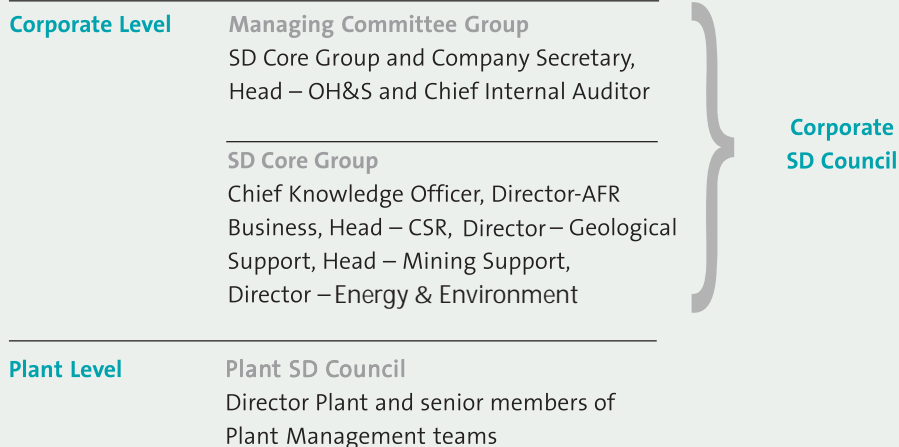 Corporate Level
Managing Committee Group
SD Core Group and Company Secretary,
Head – OH&S and Chief Internal Auditor
SD Core Group
Chief Knowledge Officer, Director-AFR
Business, Head – CSR, Director – Geological
Support, Head – Mining Support,
Director – Energy & Environment
Corporate
SD Council
Plant Level
Plant SD Council
Director Plant and senior members of
Plant Management teams